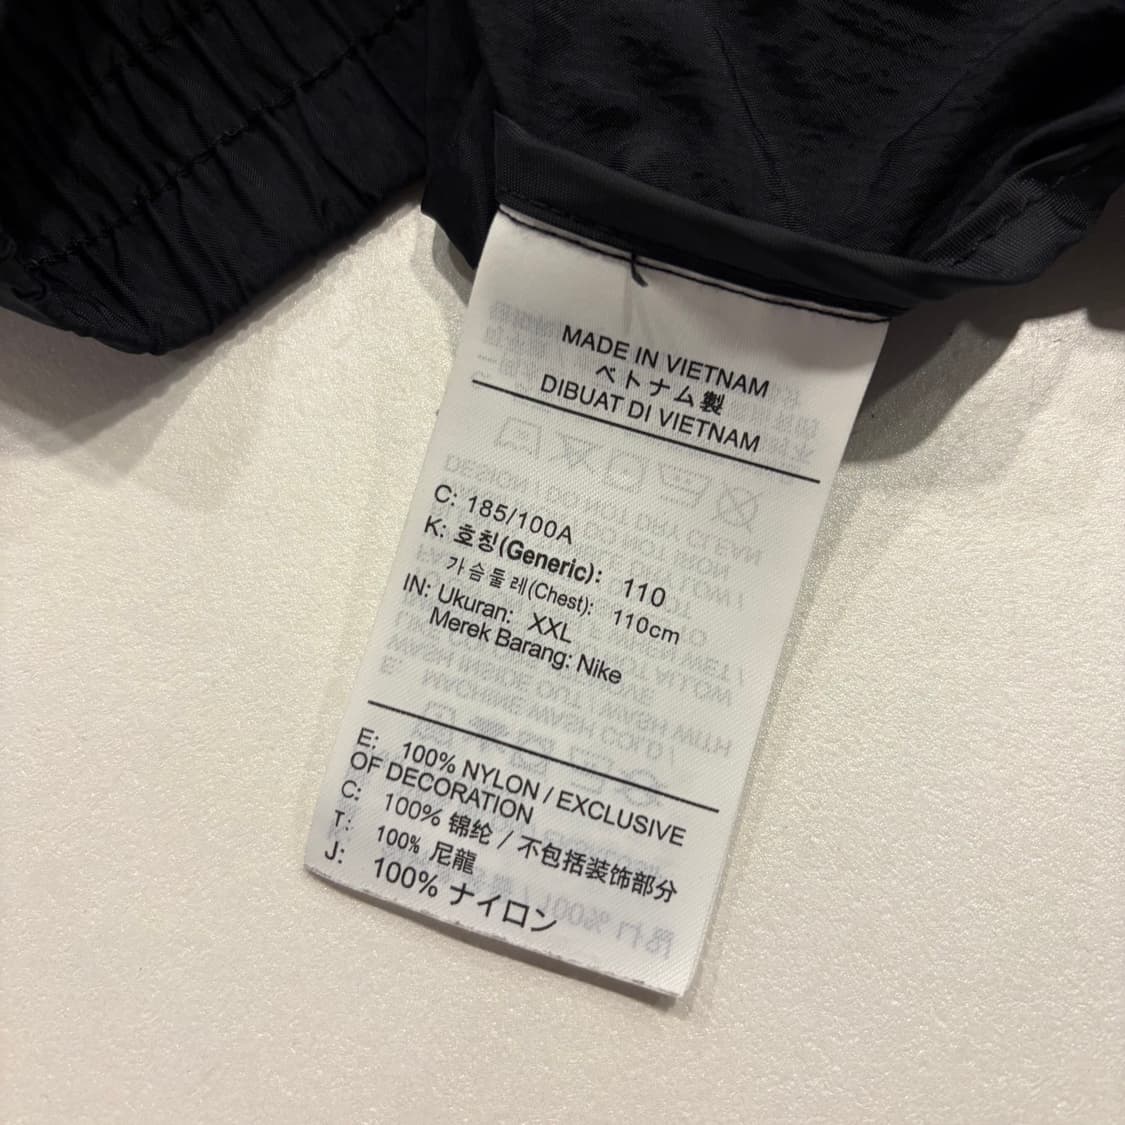 MADE IN VIETNAM
ベトナム製
DIBUAT DI VIETNAM
C: 185/100A
K: 호칭(Generic): 110
가슴둘레(Chest): 110cm
IN: Ukuran: XXL
Merek Barang: Nike
E: 100% NYLON / EXCLUSIVE
OF DECORATION
C: 100% 锦纶 / 不包括装饰部分
T: 100% 尼龍
J: 100% ナイロン